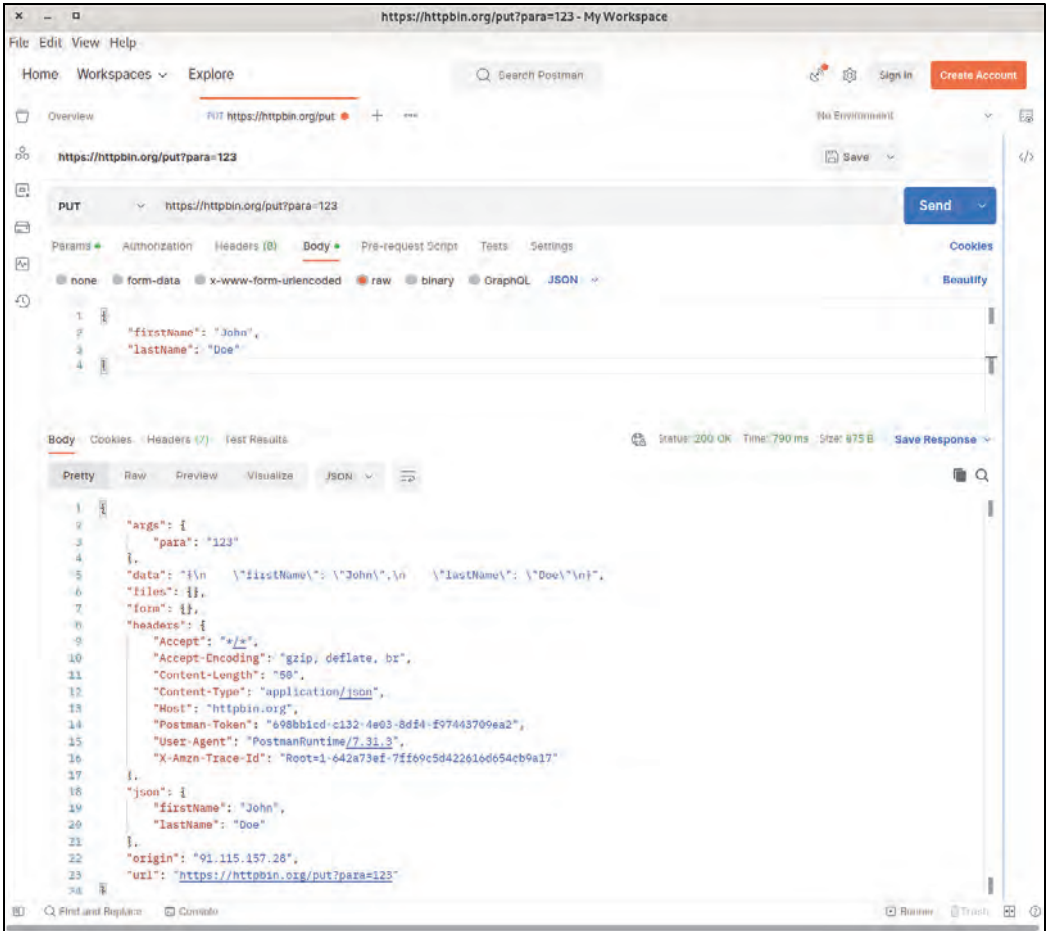 https://httpbin.org/put?para=123 - My Workspace
File Edit View Help
Home Workspaces Explore Search Postman Sign In Create Account
Overview PUT https://httpbin.org/put No Environment
https://httpbin.org/put?para=123 Save
PUT https://httpbin.org/put?para=123 Send
Params Authorization Headers (8) Body Pre-request Script Tests Settings Cookies
none form-data x-www-form-urlencoded raw binary GraphQL JSON Beautify
1 {
2 "firstName": "John",
3 "lastName": "Doe"
4 }
Body Cookies Headers (7) Test Results Status: 200 OK Time: 790 ms Size: 875 B Save Response
Pretty Raw Preview Visualize JSON
1 {
2 "args": {
3 "para": "123"
4 },
5 "data": "{\n    \"firstName\": \"John\",\n    \"lastName\": \"Doe\"\n}",
6 "files": {},
7 "form": {},
8 "headers": {
9 "Accept": "*/*",
10 "Accept-Encoding": "gzip, deflate, br",
11 "Content-Length": "50",
12 "Content-Type": "application/json",
13 "Host": "httpbin.org",
14 "Postman-Token": "698bb1cd-c132-4e03-8df4-f97443709ea2",
15 "User-Agent": "PostmanRuntime/7.31.3",
16 "X-Amzn-Trace-Id": "Root=1-642a73ef-7ff69c5d422616d654cb9a17"
17 },
18 "json": {
19 "firstName": "John",
20 "lastName": "Doe"
21 },
22 "origin": "91.115.157.28",
23 "url": "https://httpbin.org/put?para=123"
24 }
Find and Replace Console Runner Trash